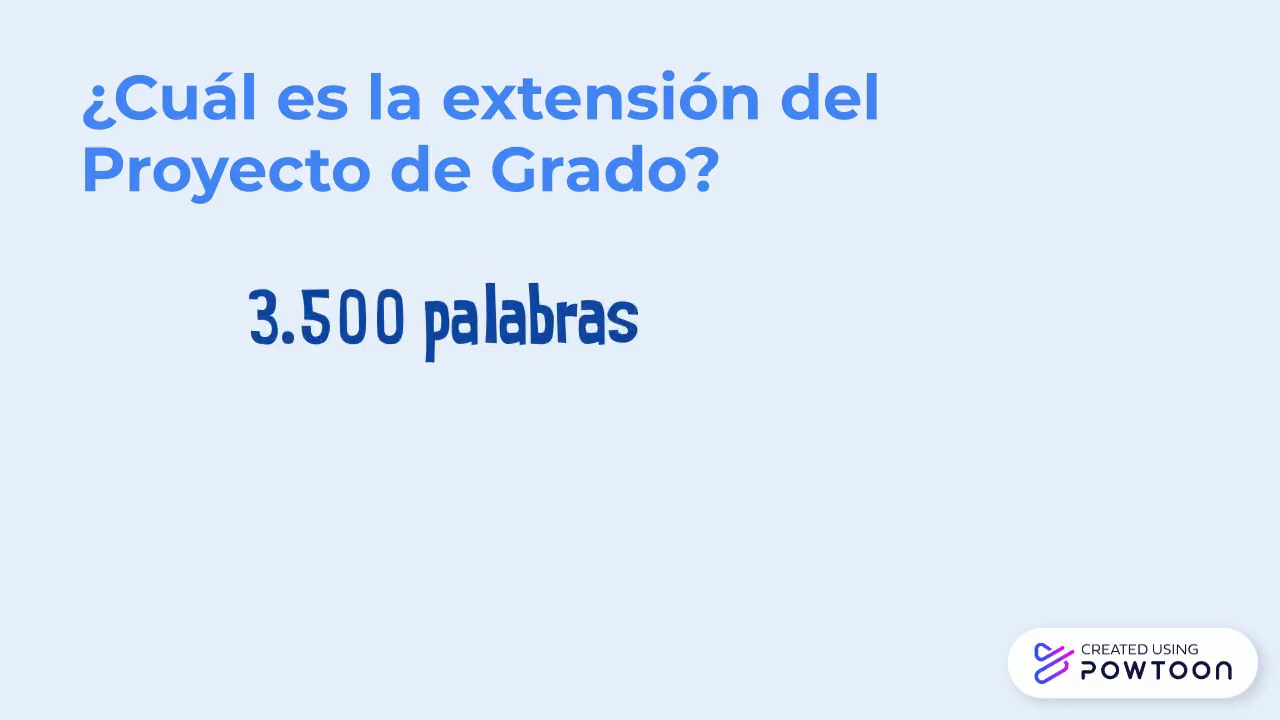 ¿Cuál es la extensión del
Proyecto de Grado?
3.500 palabras
CREATED USING
POWTOON